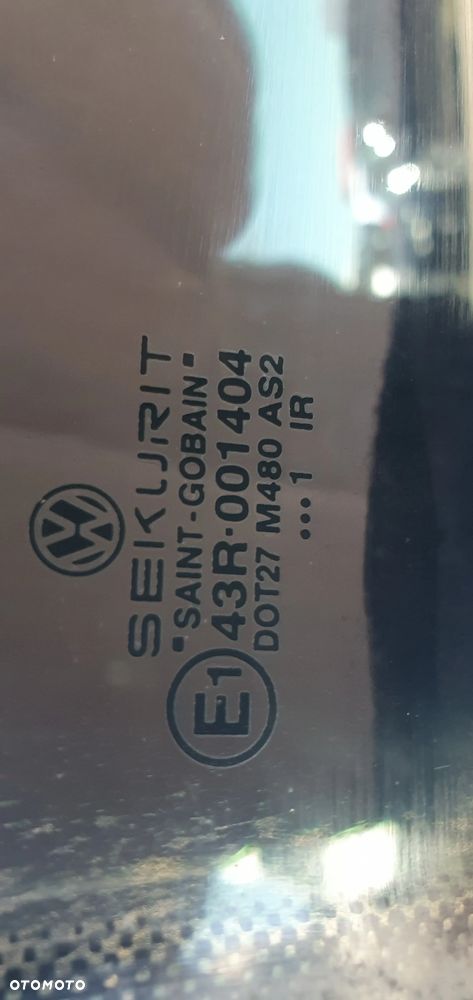 SEKURIT
"SAINT-GOBAIN"
E1 43R-001404
DOT27 M480 AS2
...1 IR
OTOMOTO